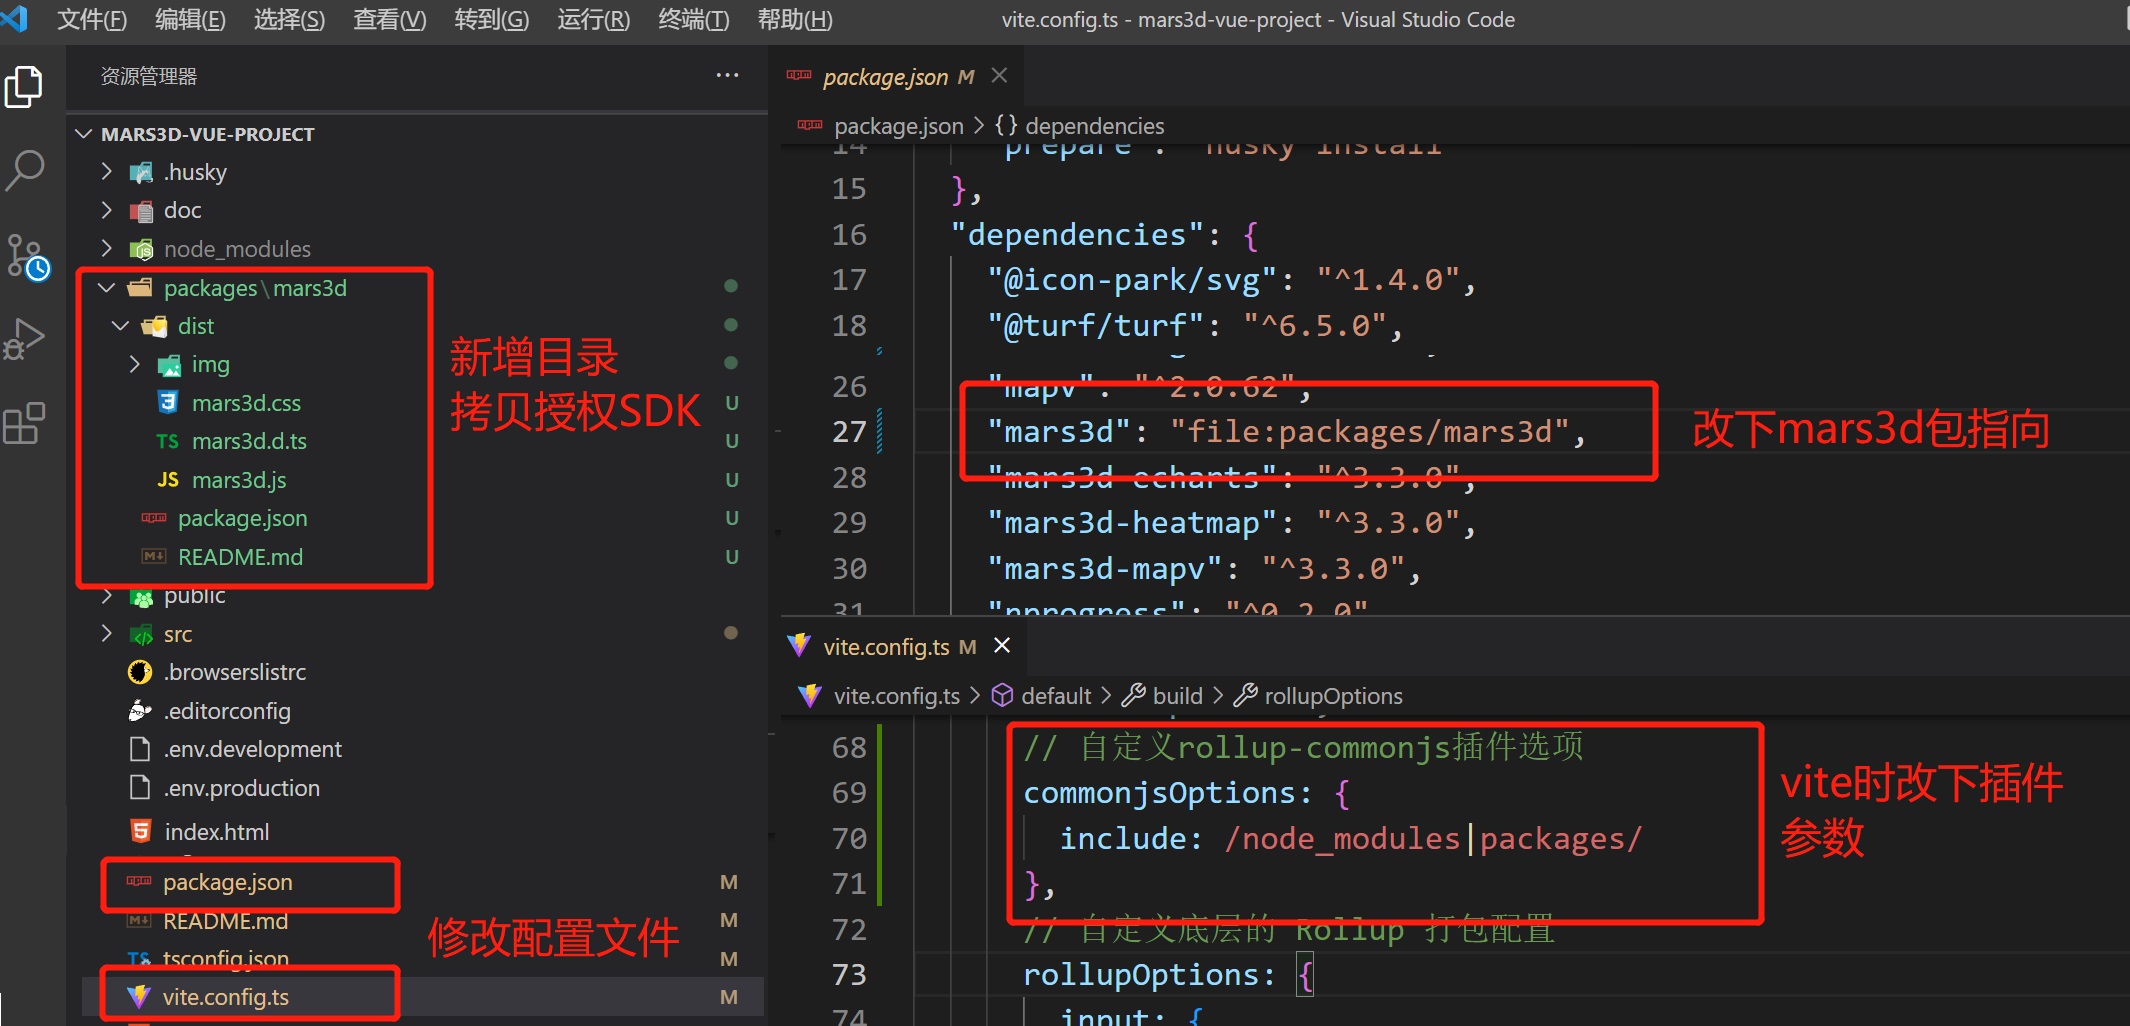 文件(F) 编辑(E) 选择(S) 查看(V) 转到(G) 运行(R) 终端(T) 帮助(H) vite.config.ts - mars3d-vue-project - Visual Studio Code
资源管理器 ···
MARS3D-VUE-PROJECT
.husky
doc
node_modules
packages\mars3d
dist
img
mars3d.css U
TS mars3d.d.ts U
JS mars3d.js U
package.json U
README.md U
public
src
.browserslistrc
.editorconfig
.env.development
.env.production
index.html
package.json M
README.md M
TS tsconfig.json M
vite.config.ts M
新增目录
拷贝授权SDK
修改配置文件
package.json M
package.json > {} dependencies
14 "prepare": "husky install"
15 },
16 "dependencies": {
17 "@icon-park/svg": "^1.4.0",
18 "@turf/turf": "^6.5.0",
26 "mapv": "^2.0.62",
27 "mars3d": "file:packages/mars3d",
28 "mars3d-echarts": "^3.3.0",
29 "mars3d-heatmap": "^3.3.0",
30 "mars3d-mapv": "^3.3.0",
31 "nprogress": "^0.2.0"
改下mars3d包指向
vite.config.ts M
vite.config.ts > default > build > rollupOptions
68 // 自定义rollup-commonjs插件选项
69 commonjsOptions: {
70 include: /node_modules|packages/
71 },
72 // 自定义底层的 Rollup 打包配置
73 rollupOptions: {
74 input: {
vite时改下插件
参数